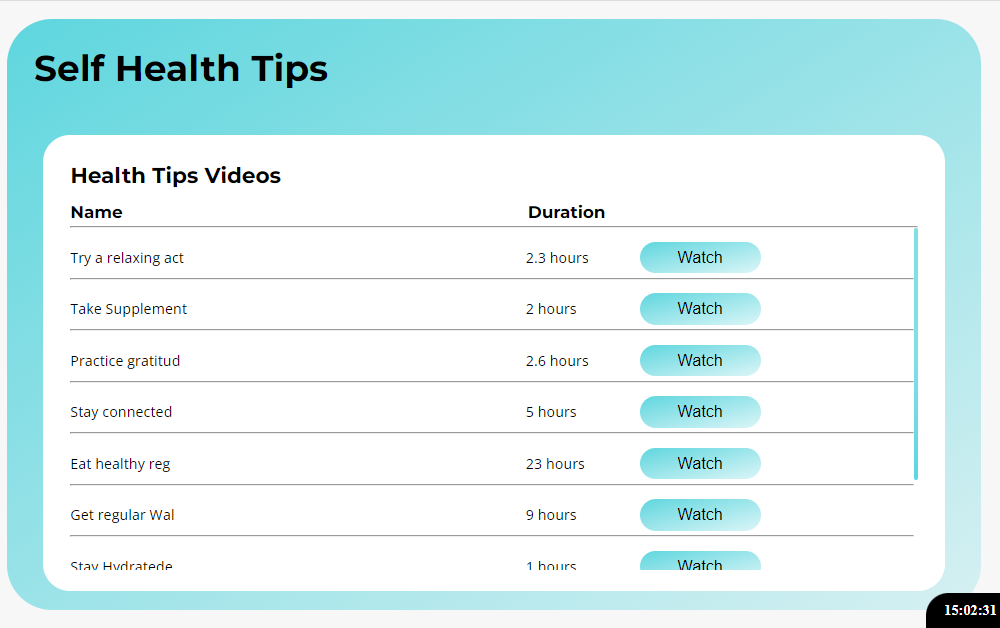 Self Health Tips
Health Tips Videos
Name Duration
Try a relaxing act 2.3 hours Watch
Take Supplement 2 hours Watch
Practice gratitud 2.6 hours Watch
Stay connected 5 hours Watch
Eat healthy reg 23 hours Watch
Get regular Wal 9 hours Watch
Stay Hydratede 1 hours Watch
15:02:31